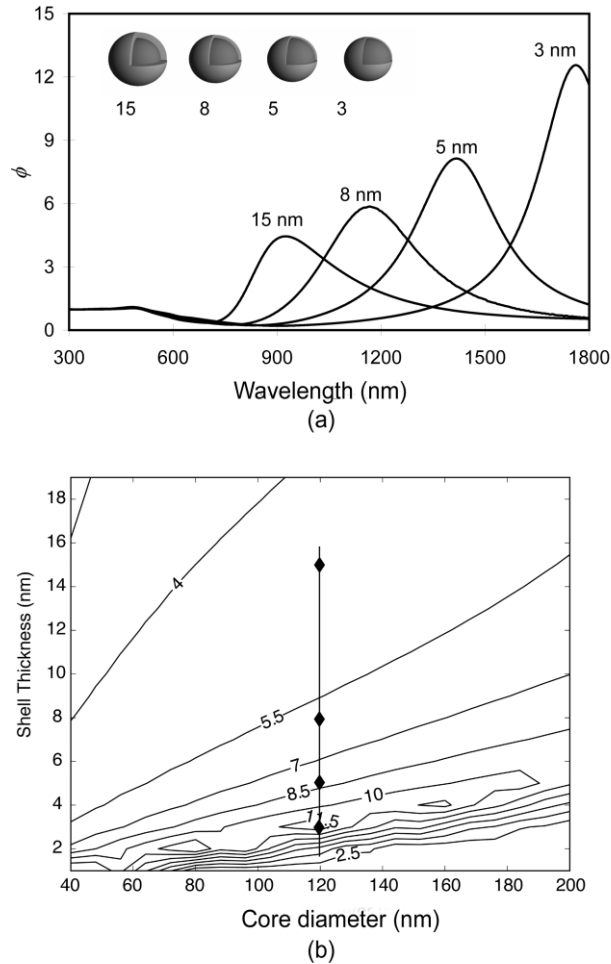 15
12
9
6
3
0
ϕ
15 8 5 3
15 nm
8 nm
5 nm
3 nm
300 600 900 1200 1500 1800
Wavelength (nm)
(a)
18
16
14
12
10
8
6
4
2
Shell Thickness (nm)
4
5.5
7
8.5
10
11.5
2.5
40 60 80 100 120 140 160 180 200
Core diameter (nm)
(b)